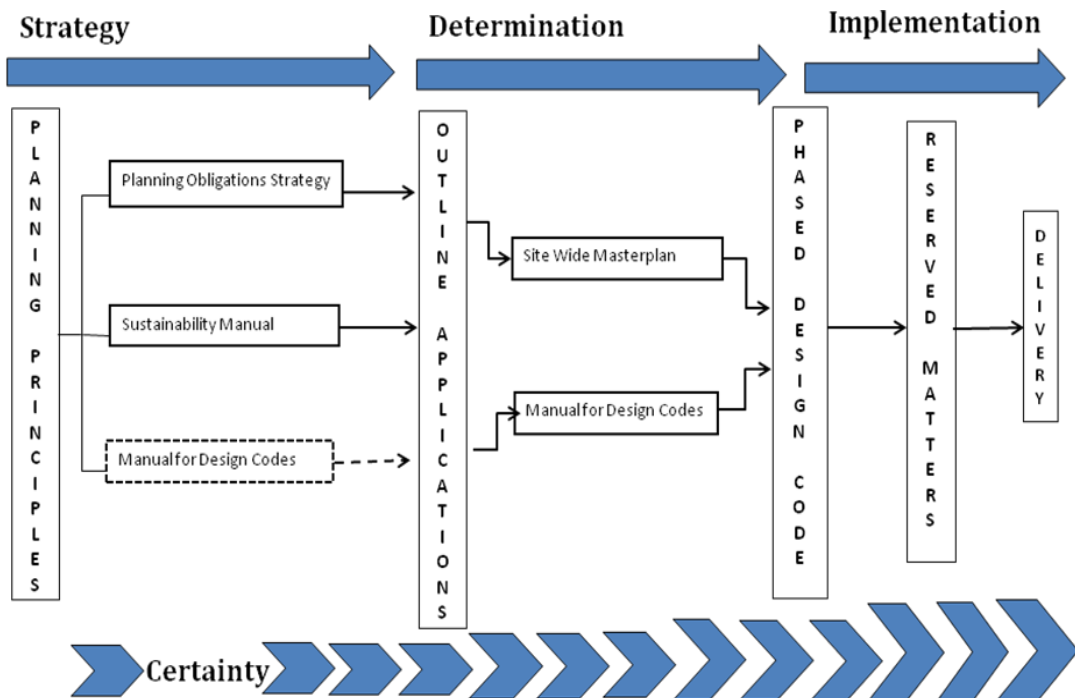 Strategy
Determination
Implementation
PLANNING PRINCIPLES
Planning Obligations Strategy
Sustainability Manual
Manual for Design Codes
OUTLINE APPLICATIONS
Site Wide Masterplan
Manual for Design Codes
PHASED DESIGN CODE
RESERVED MATTERS
DELIVERY
Certainty